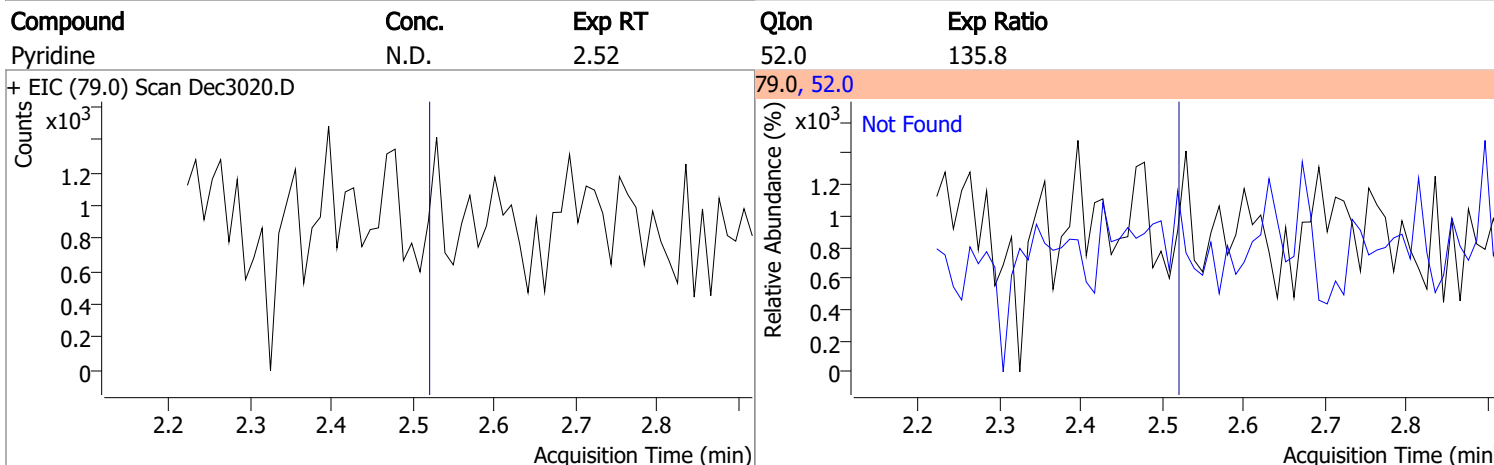 Compound Conc. Exp RT QIon Exp Ratio
Pyridine N.D. 2.52 52.0 135.8
+ EIC (79.0) Scan Dec3020.D
Counts
x10³
1.2
1
0.8
0.6
0.4
0.2
0
2.2 2.3 2.4 2.5 2.6 2.7 2.8
Acquisition Time (min)
79.0, 52.0
Relative Abundance (%)
x10³
Not Found
1.2
1
0.8
0.6
0.4
0.2
0
2.2 2.3 2.4 2.5 2.6 2.7 2.8
Acquisition Time (min